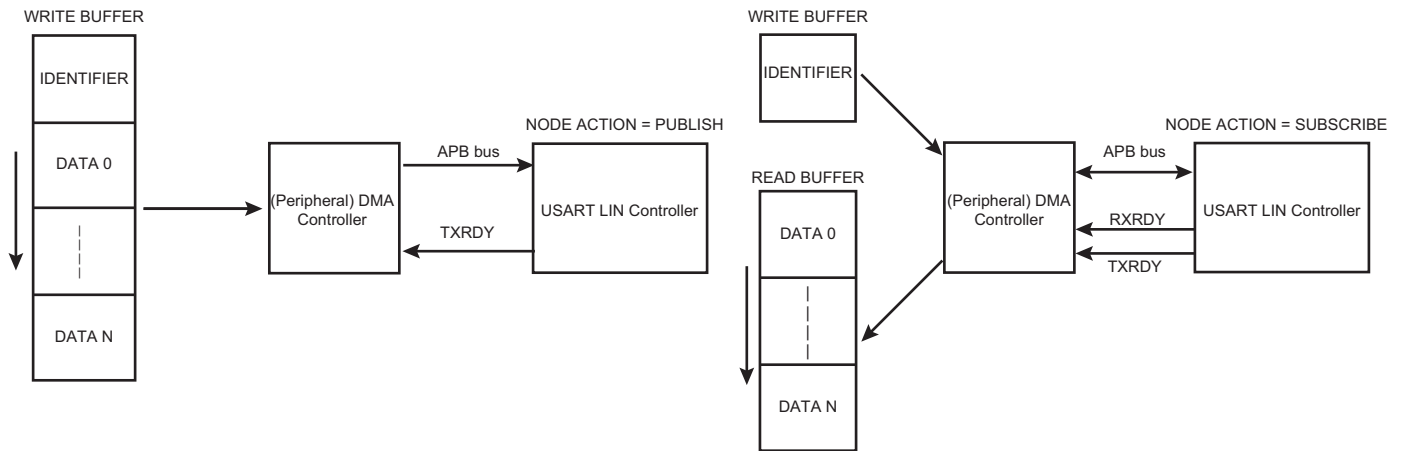 WRITE BUFFER
IDENTIFIER
DATA 0
DATA N
(Peripheral) DMA
Controller
APB bus
TXRDY
NODE ACTION = PUBLISH
USART LIN Controller
WRITE BUFFER
IDENTIFIER
READ BUFFER
DATA 0
DATA N
(Peripheral) DMA
Controller
APB bus
RXRDY
TXRDY
NODE ACTION = SUBSCRIBE
USART LIN Controller